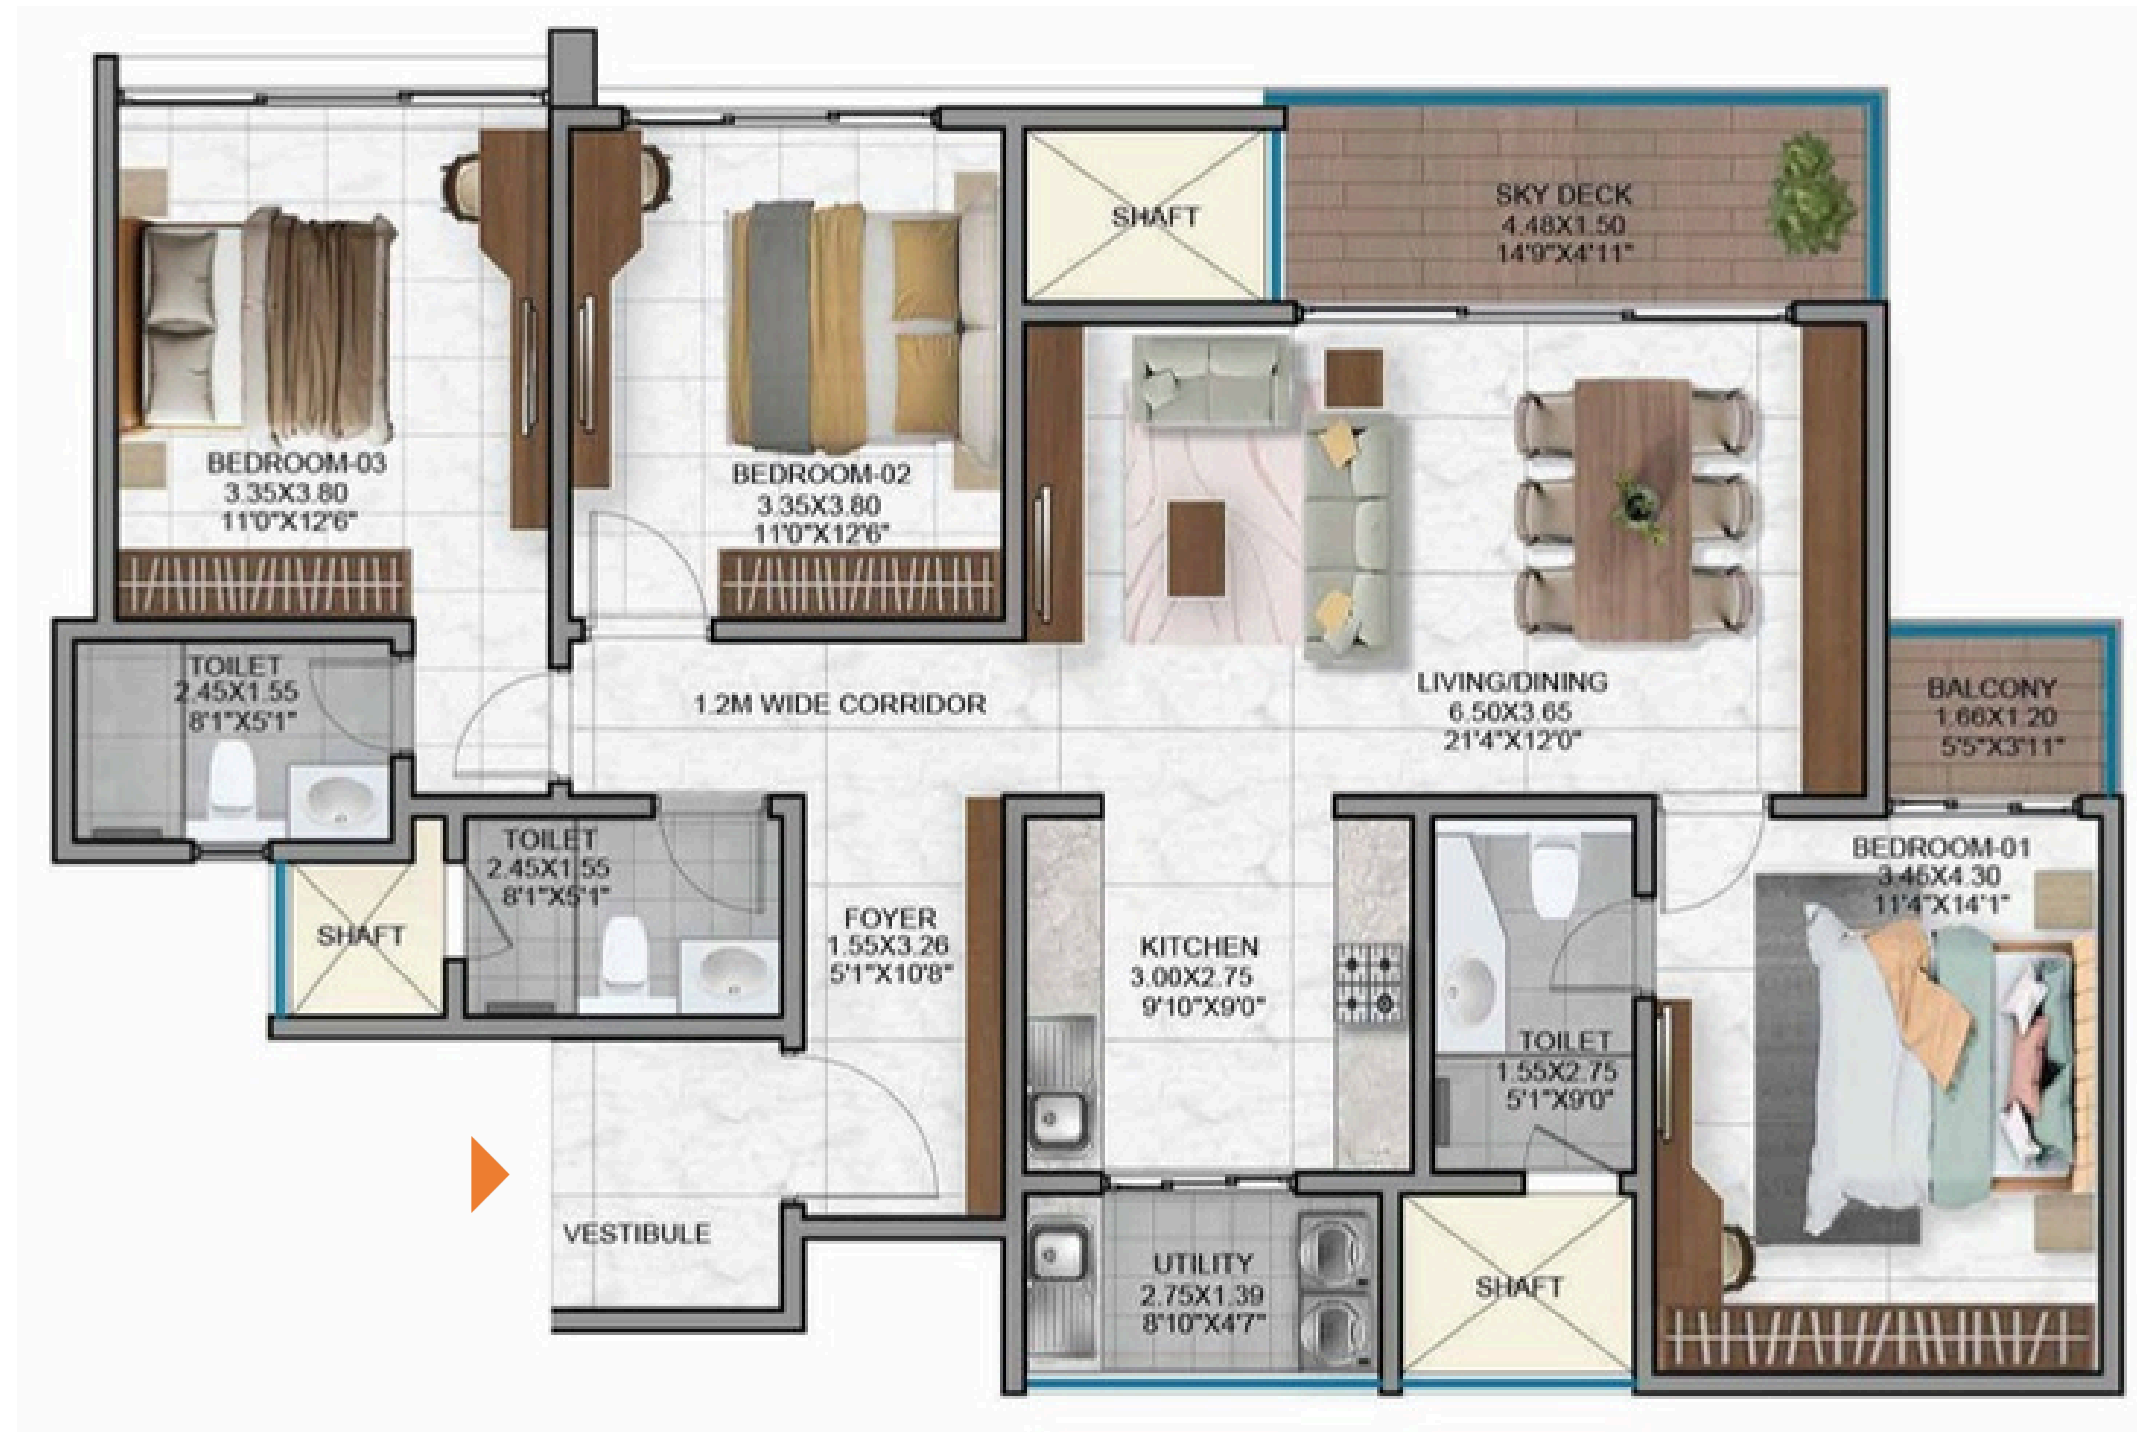 SHAFT
SKY DECK
4.48X1.50
14'9"X4'11"
BEDROOM-03
3.35X3.80
11'0"X12'6"
BEDROOM-02
3.35X3.80
11'0"X12'6"
TOILET
2.45X1.55
8'1"X5'1"
1.2M WIDE CORRIDOR
LIVING/DINING
6.50X3.65
21'4"X12'0"
BALCONY
1.66X1.20
5'5"X3'11"
TOILET
2.45X1.55
8'1"X5'1"
SHAFT
FOYER
1.55X3.26
5'1"X10'8"
KITCHEN
3.00X2.75
9'10"X9'0"
BEDROOM-01
3.45X4.30
11'4"X14'1"
TOILET
1.55X2.75
5'1"X9'0"
VESTIBULE
UTILITY
2.75X1.39
8'10"X4'7"
SHAFT